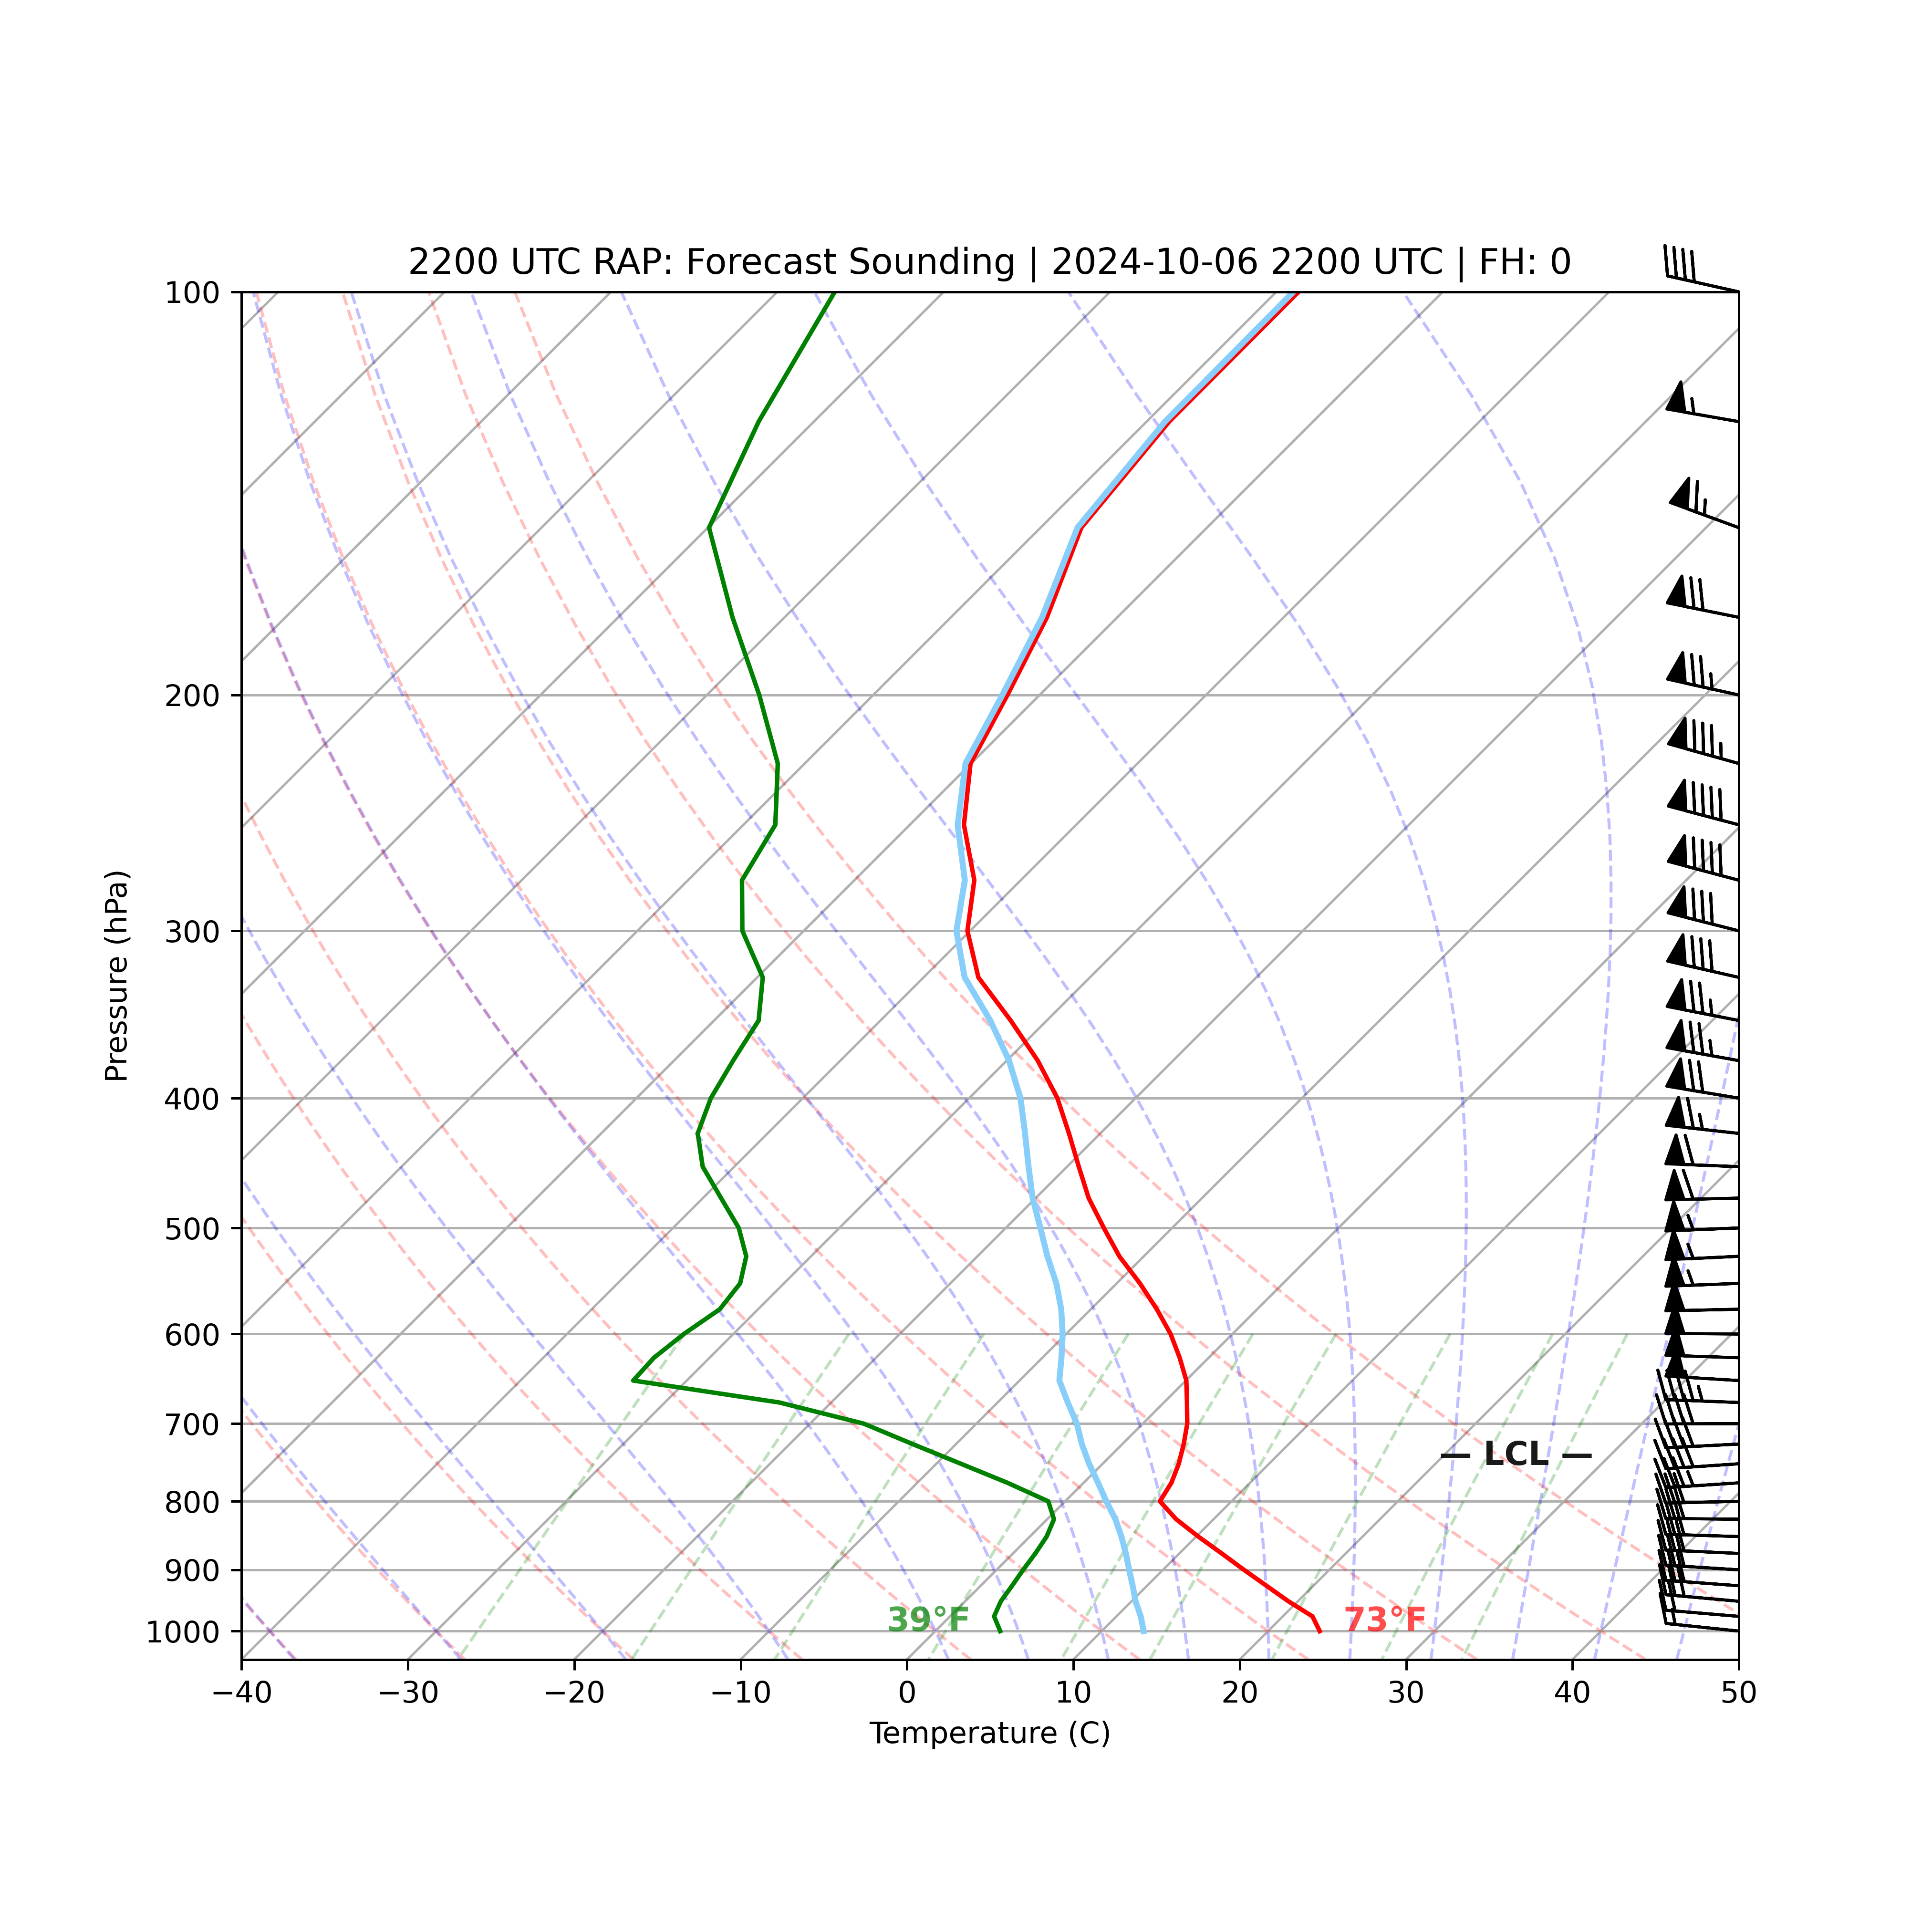 2200 UTC RAP: Forecast Sounding | 2024-10-06 2200 UTC | FH: 0
100
200
300
400
500
600
700
800
900
1000
Pressure (hPa)
— LCL —
39°F
73°F
−40 −30 −20 −10 0 10 20 30 40 50
Temperature (C)